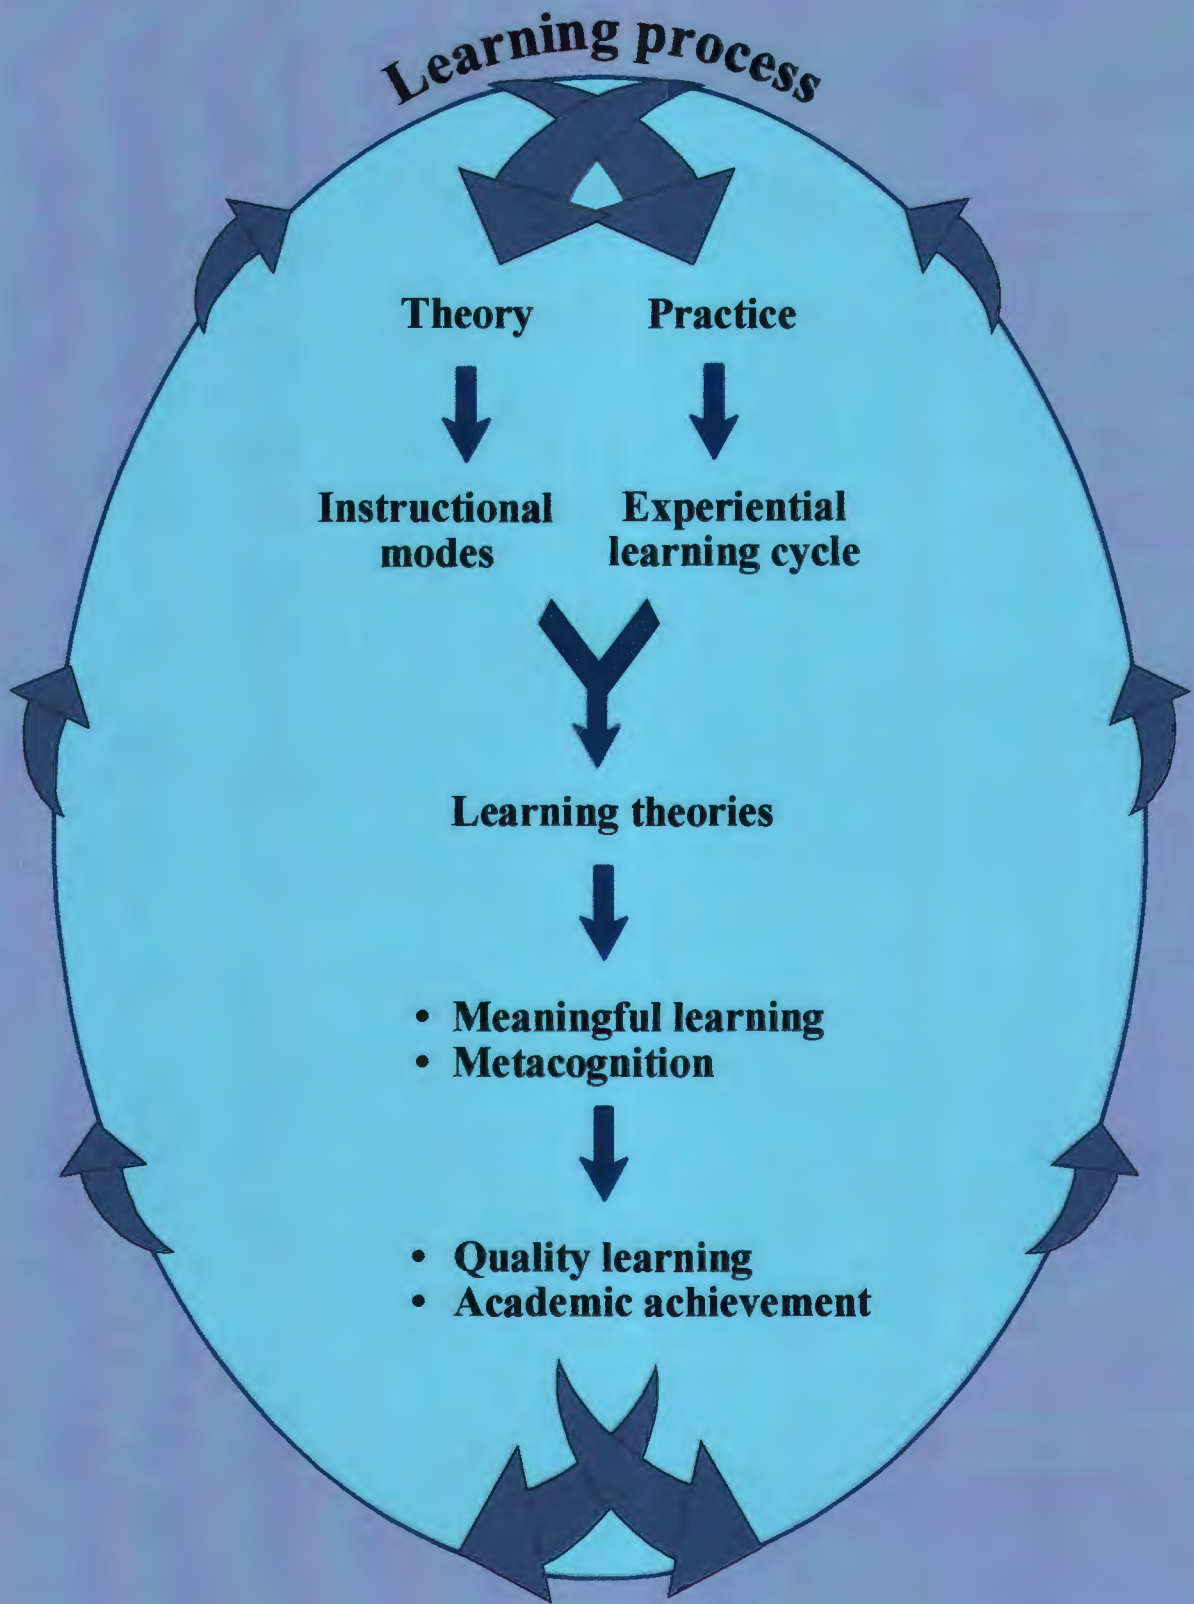 Learning process
Theory
Practice
Instructional
modes
Experiential
learning cycle
Learning theories
• Meaningful learning
• Metacognition
• Quality learning
• Academic achievement